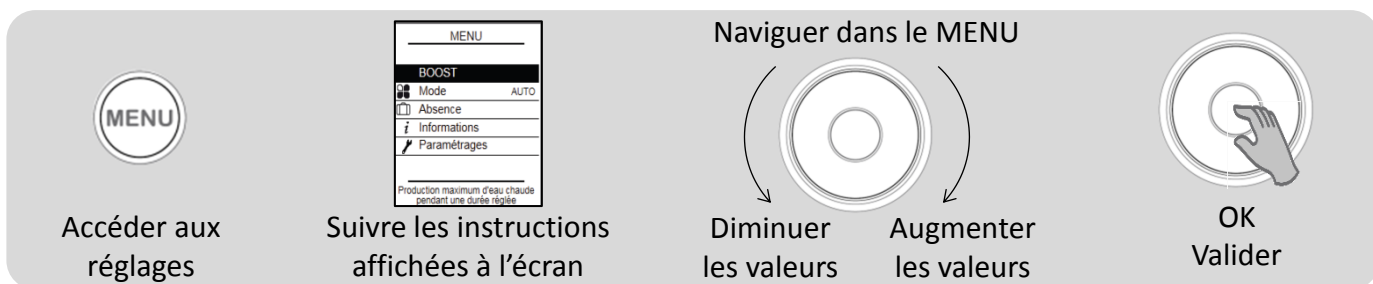 MENU
Accéder aux
réglages
MENU
BOOST
Mode AUTO
Absence
i Informations
Paramétrages
Production maximum d'eau chaude
pendant une durée réglée
Suivre les instructions
affichées à l’écran
Naviguer dans le MENU
Diminuer
les valeurs
Augmenter
les valeurs
OK
Valider